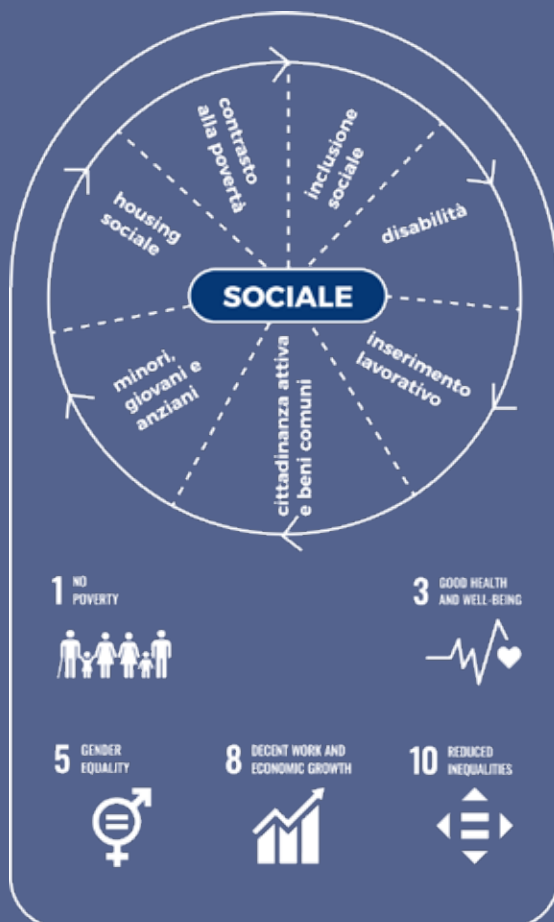 contrasto
alla povertà
inclusione
sociale
housing
sociale
disabilità
SOCIALE
minori,
giovani e
anziani
cittadinanza attiva
e beni comuni
inserimento
lavorativo
1 NO
POVERTY
3 GOOD HEALTH
AND WELL-BEING
5 GENDER
EQUALITY
8 DECENT WORK AND
ECONOMIC GROWTH
10 REDUCED
INEQUALITIES